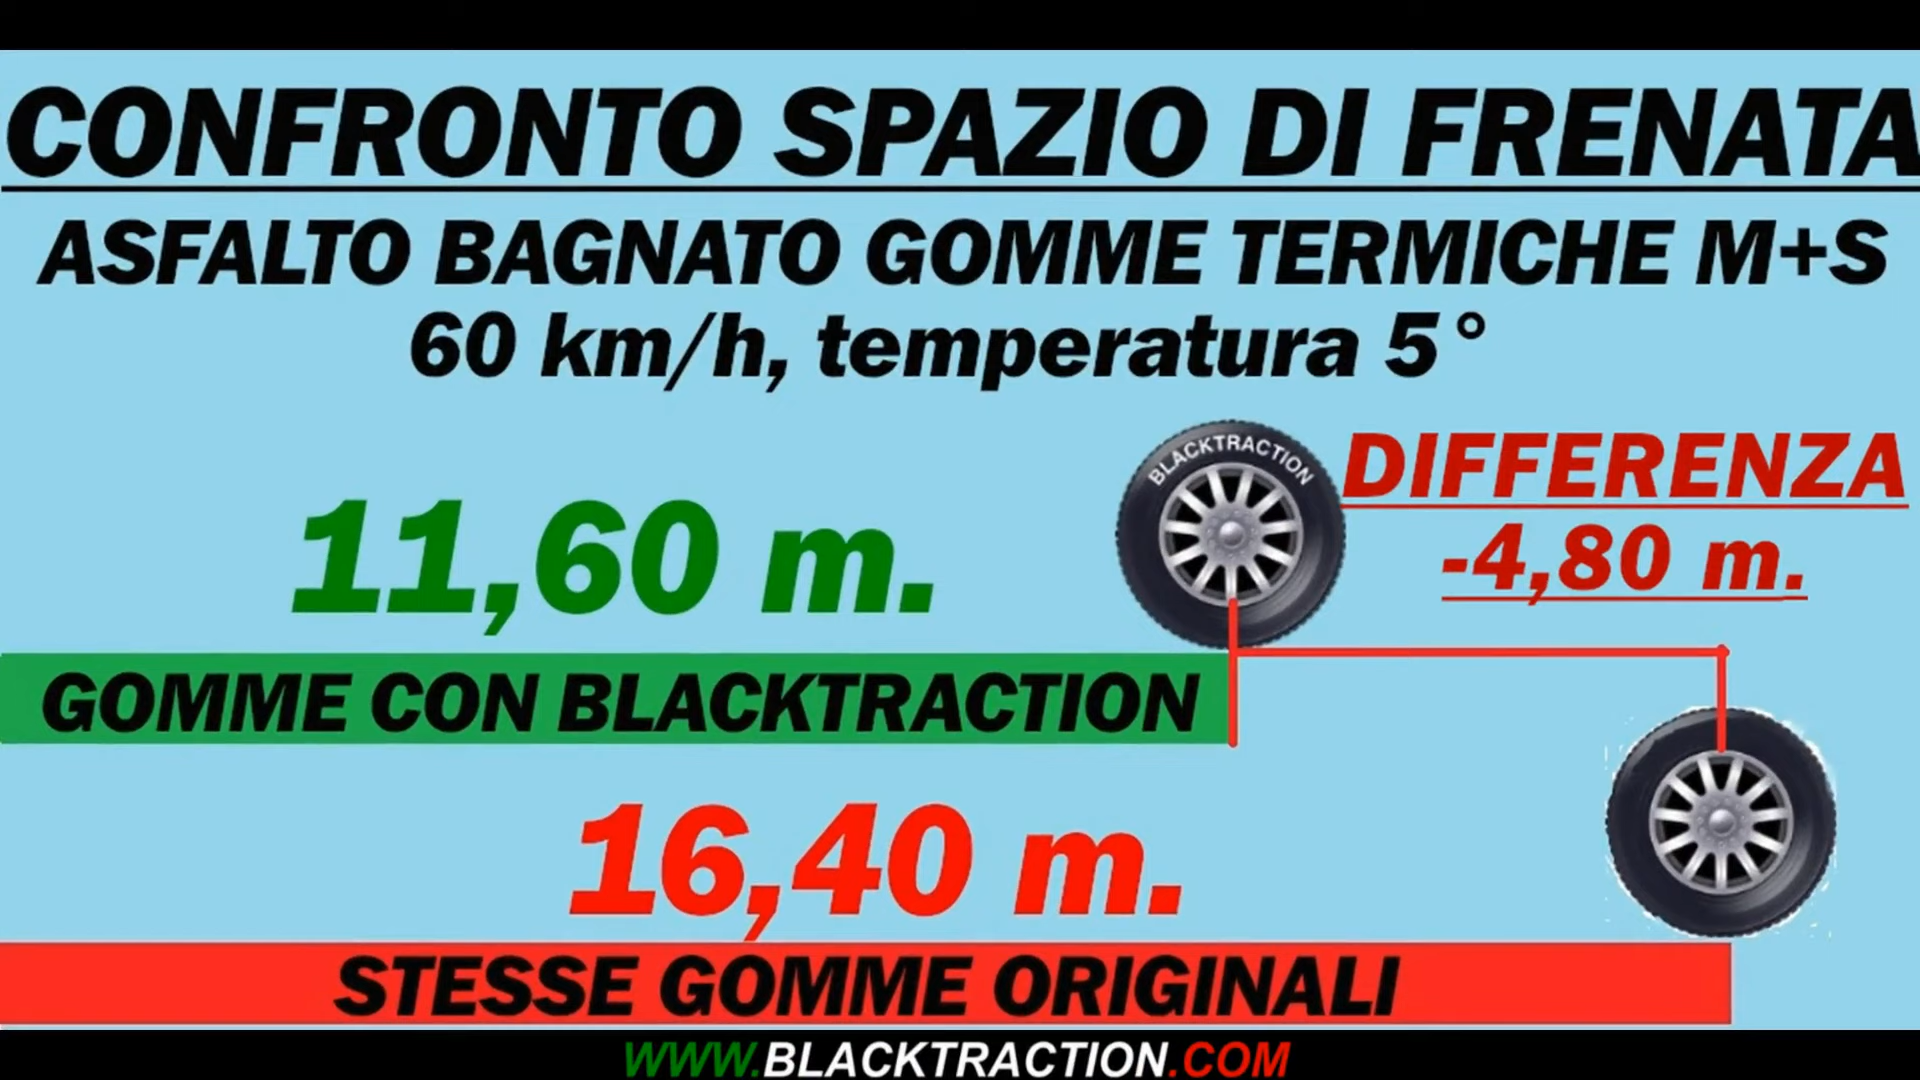 CONFRONTO SPAZIO DI FRENATA
ASFALTO BAGNATO GOMME TERMICHE M+S
60 km/h, temperatura 5°
BLACKTRACTION
DIFFERENZA
-4,80 m.
11,60 m.
GOMME CON BLACKTRACTION
16,40 m.
STESSE GOMME ORIGINALI
WWW.BLACKTRACTION.COM